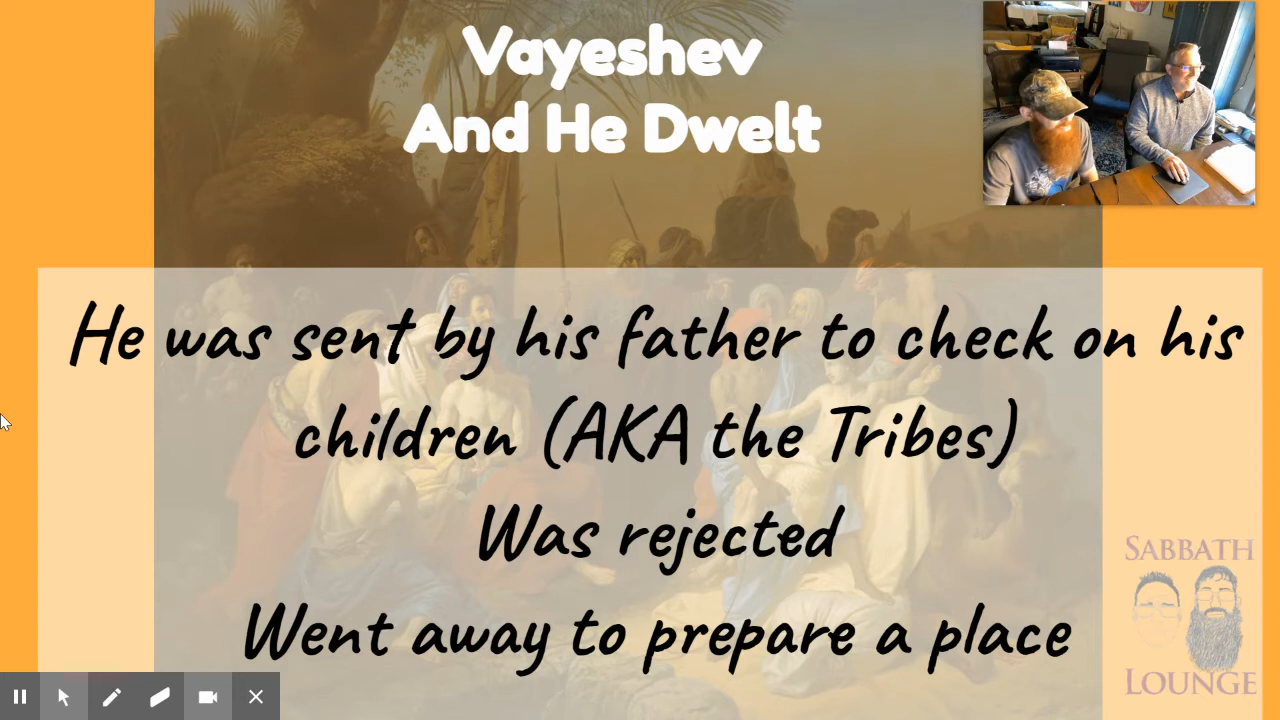 Vayeshev
And He Dwelt
He was sent by his father to check on his
children (AKA the Tribes)
Was rejected
Went away to prepare a place
SABBATH
LOUNGE